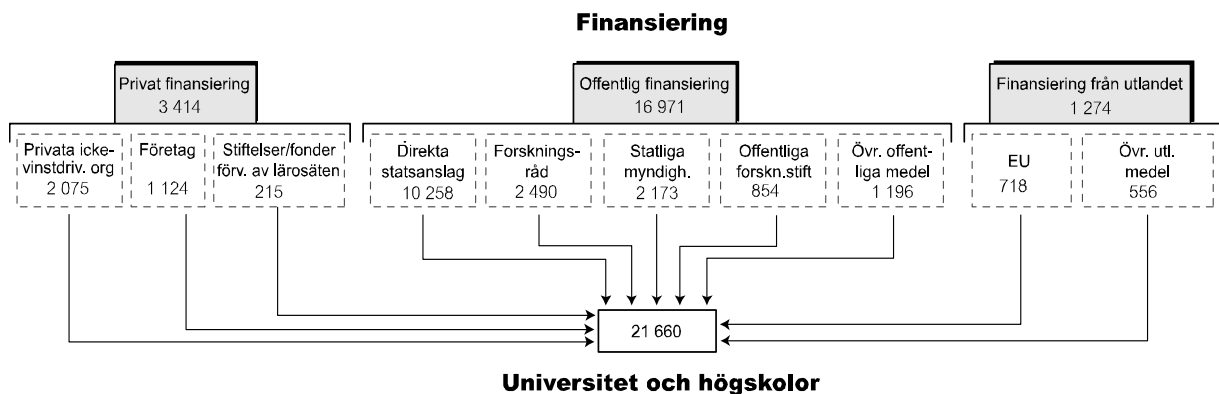 Finansiering
Privat finansiering
3 414
Offentlig finansiering
16 971
Finansiering från utlandet
1 274
Privata icke-
vinstdriv. org
2 075
Företag
1 124
Stiftelser/fonder
förv. av lärosäten
215
Direkta
statsanslag
10 258
Forsknings-
råd
2 490
Statliga
myndigh.
2 173
Offentliga
forskn.stift
854
Övr. offent-
liga medel
1 196
EU
718
Övr. utl.
medel
556
21 660
Universitet och högskolor